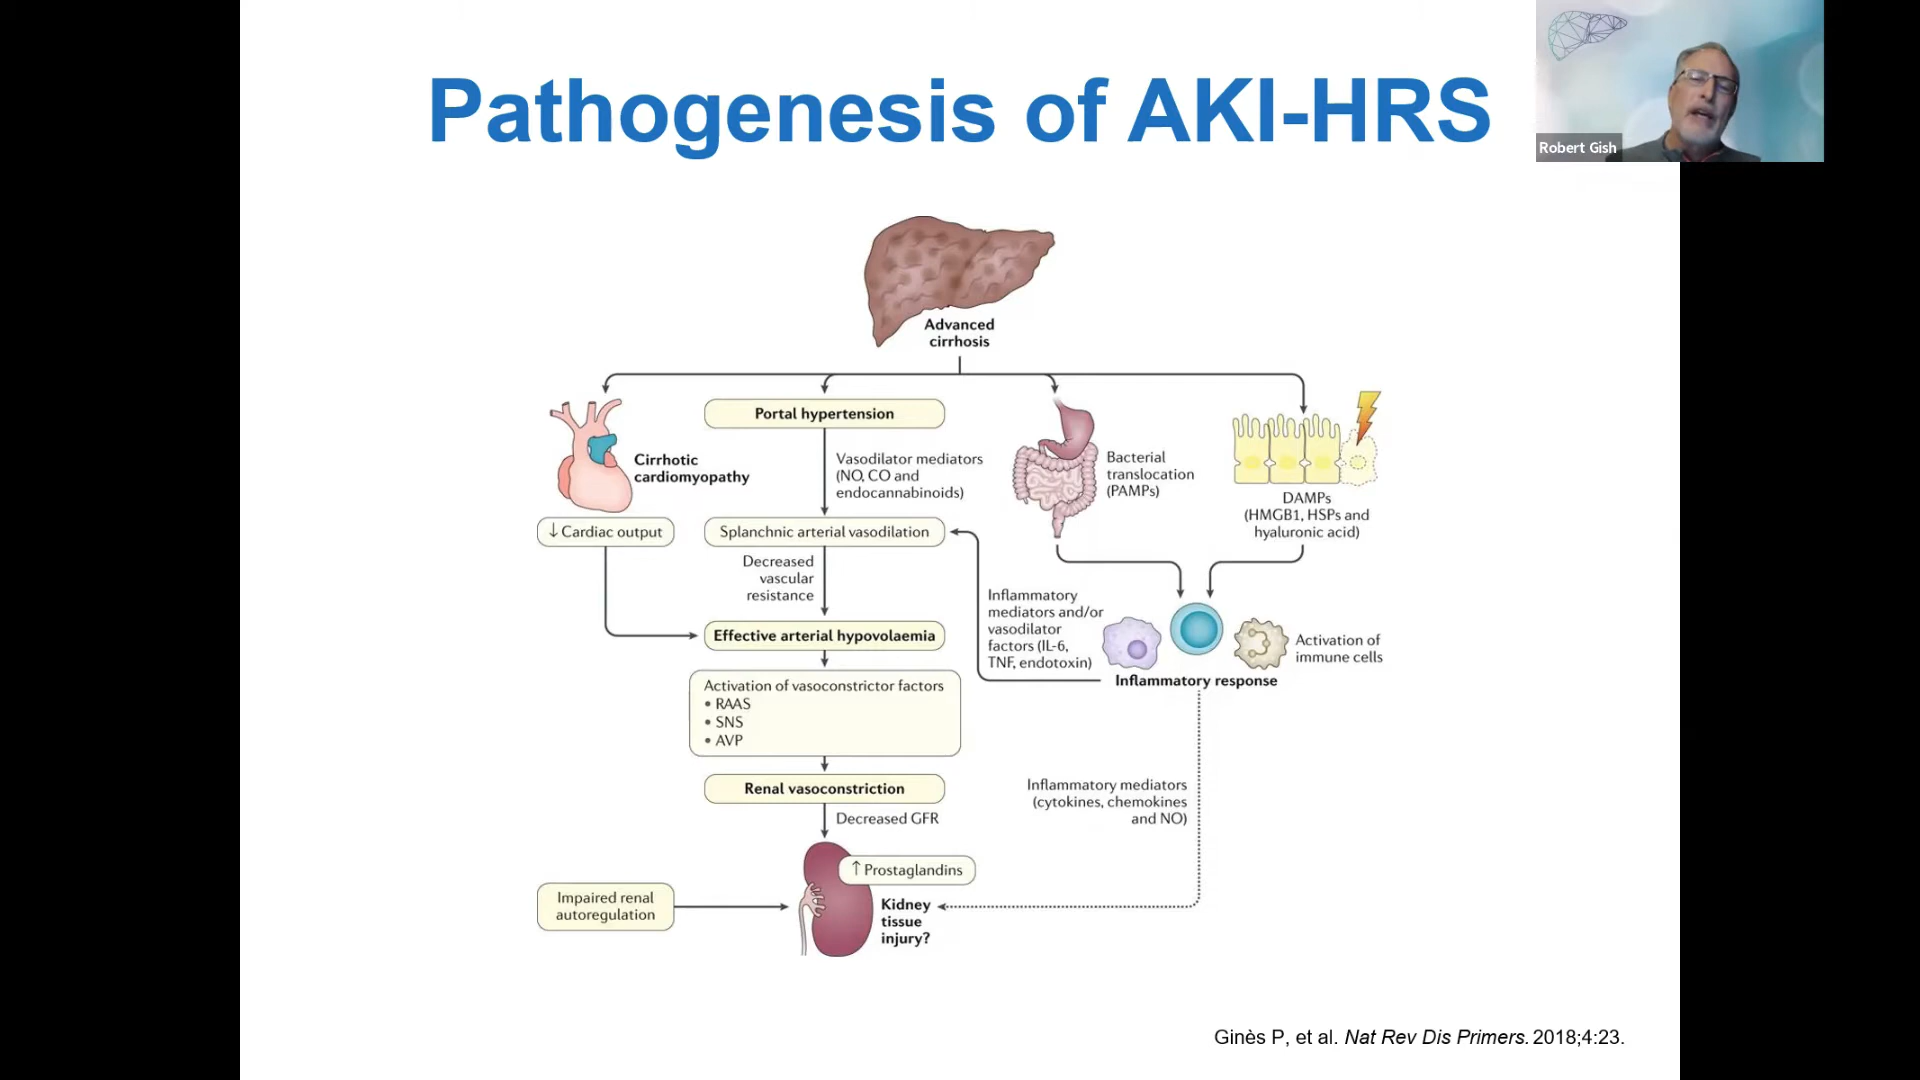 Pathogenesis of AKI-HRS
Robert Gish
Advanced
cirrhosis
Cirrhotic
cardiomyopathy
↓ Cardiac output
Portal hypertension
Vasodilator mediators
(NO, CO and
endocannabinoids)
Splanchnic arterial vasodilation
Decreased
vascular
resistance
Effective arterial hypovolaemia
Activation of vasoconstrictor factors
• RAAS
• SNS
• AVP
Renal vasoconstriction
Decreased GFR
↑ Prostaglandins
Impaired renal
autoregulation
Kidney
tissue
injury?
Bacterial
translocation
(PAMPs)
DAMPs
(HMGB1, HSPs and
hyaluronic acid)
Inflammatory
mediators and/or
vasodilator
factors (IL-6,
TNF, endotoxin)
Activation of
immune cells
Inflammatory response
Inflammatory mediators
(cytokines, chemokines
and NO)
Ginès P, et al. Nat Rev Dis Primers. 2018;4:23.